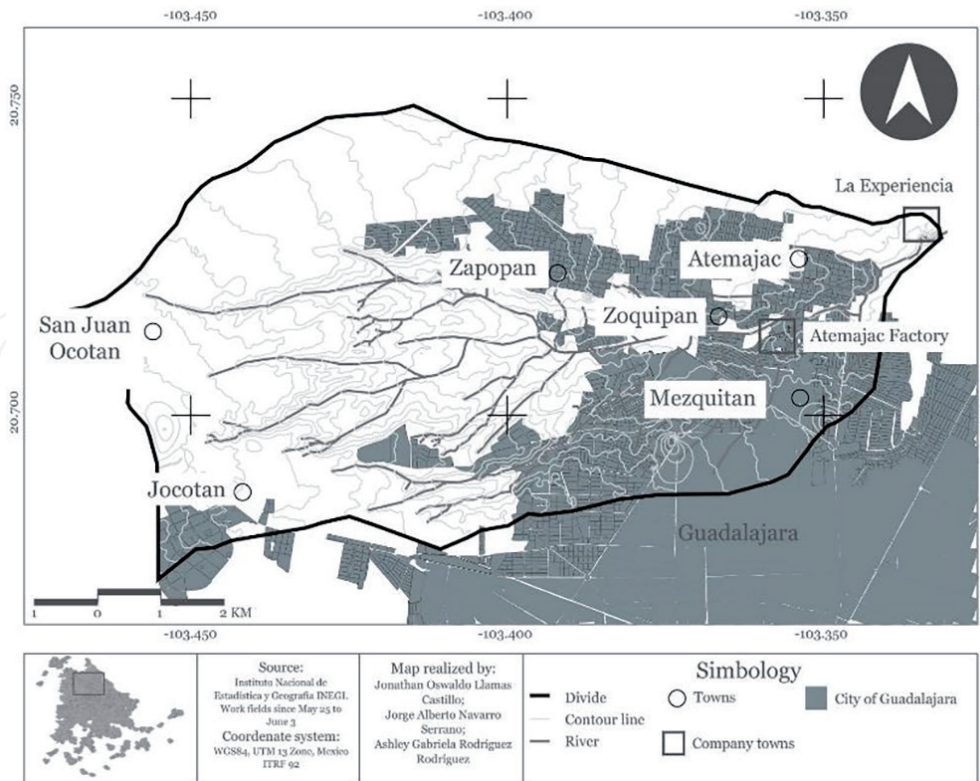 -103.450 -103.400 -103.350
20.750
La Experiencia
Zapopan
Atemajac
San Juan
Ocotan
Zoquipan
Atemajac Factory
20.700
Mezquitan
Jocotan
Guadalajara
1 0 1 2 KM
-103.450 -103.400 -103.350
Source:
Instituto Nacional de
Estadística y Geografía INEGI.
Work fields since May 25 to
June 3
Coordenate system:
WGS84, UTM 13 Zone, Mexico
ITRF 92
Map realized by:
Jonathan Oswaldo Llamas
Castillo;
Jorge Alberto Navarro
Serrano;
Ashley Gabriela Rodríguez
Rodríguez
Simbology
Divide
Contour line
River
Towns
Company towns
City of Guadalajara